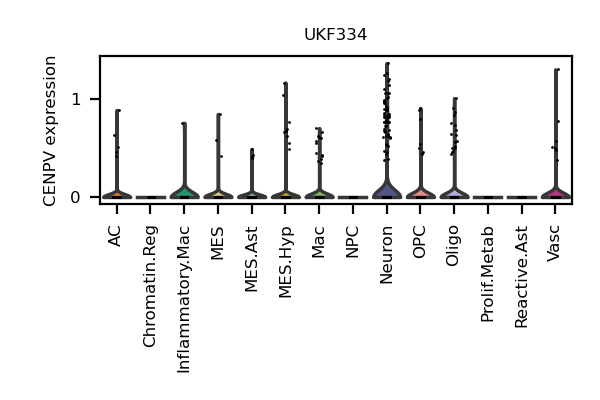 UKF334
CENPV expression
1
0
AC
Chromatin.Reg
Inflammatory.Mac
MES
MES.Ast
MES.Hyp
Mac
NPC
Neuron
OPC
Oligo
Prolif.Metab
Reactive.Ast
Vasc